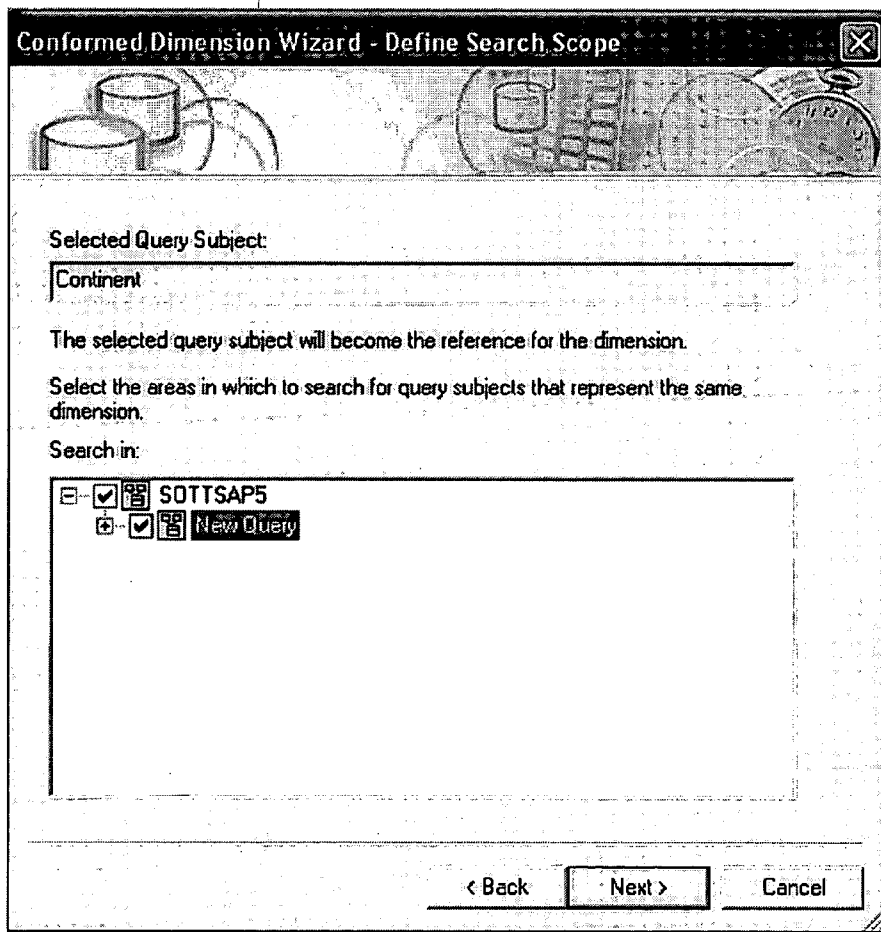 Conformed Dimension Wizard - Define Search Scope
Selected Query Subject:
Continent
The selected query subject will become the reference for the dimension.
Select the areas in which to search for query subjects that represent the same
dimension.
Search in:
SOTTSAP5
New Query
< Back
Next >
Cancel